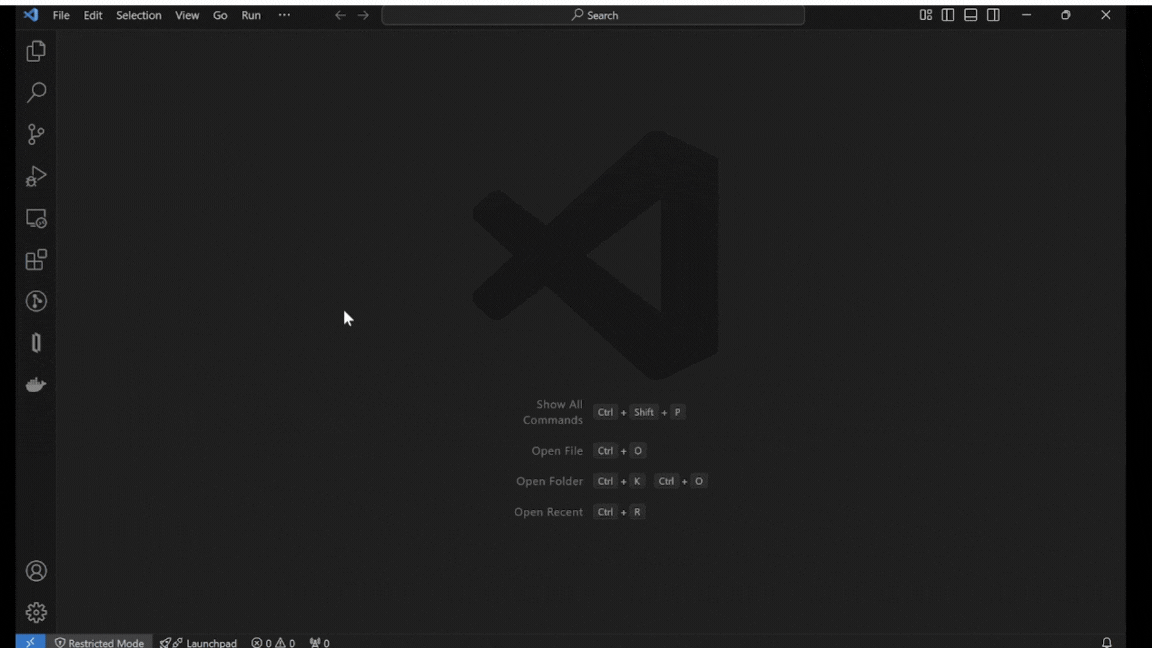 File Edit Selection View Go Run ··· Search
Show All
Commands Ctrl + Shift + P
Open File Ctrl + O
Open Folder Ctrl + K Ctrl + O
Open Recent Ctrl + R
Restricted Mode Launchpad 0 0 0